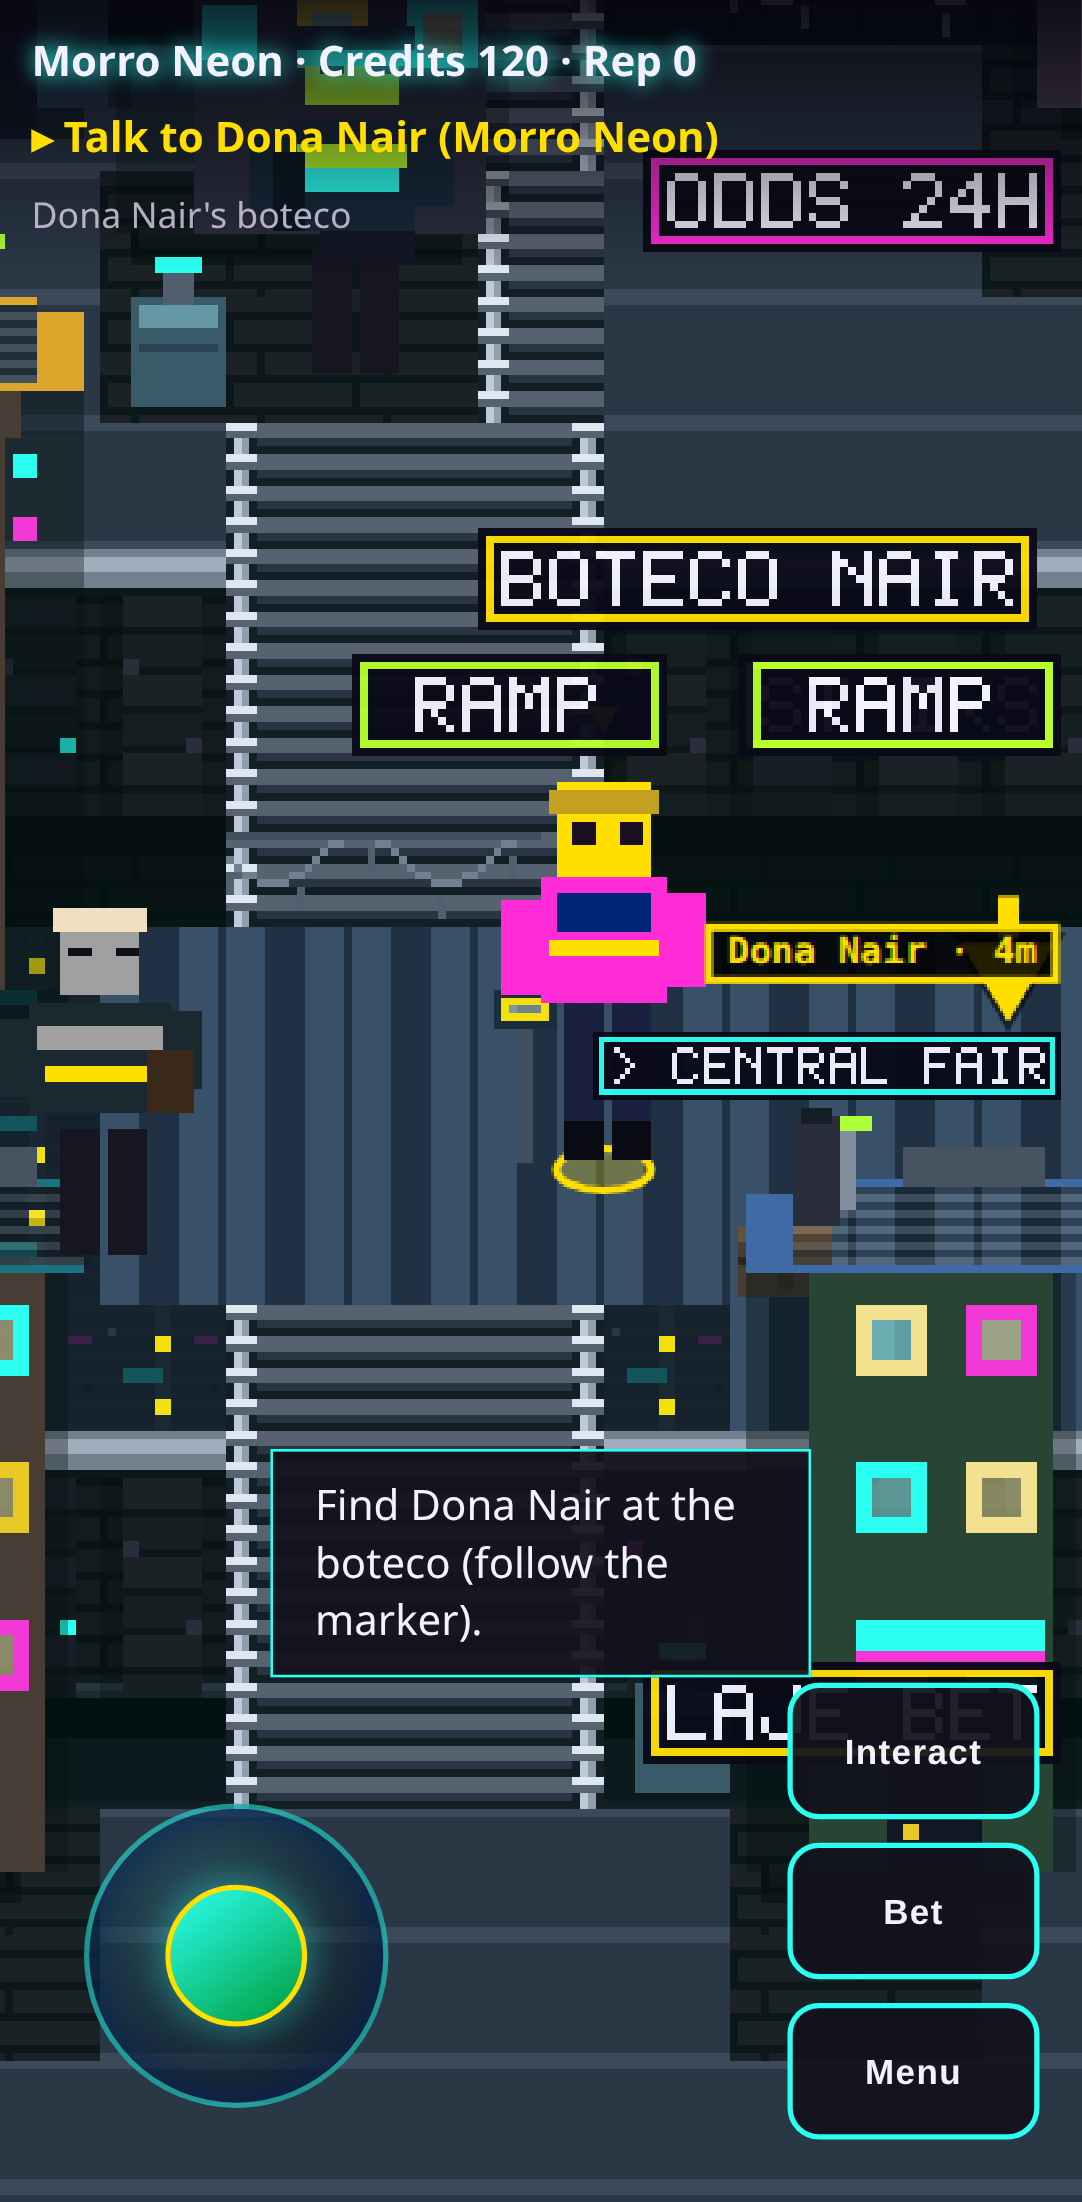 Morro Neon · Credits 120 · Rep 0
▸ Talk to Dona Nair (Morro Neon)
Dona Nair's boteco
ODDS 24H
BOTECO NAIR
RAMP
RAMP
Dona Nair · 4m
> CENTRAL FAIR
Find Dona Nair at the
boteco (follow the
marker).
LAJE BET
Interact
Bet
Menu